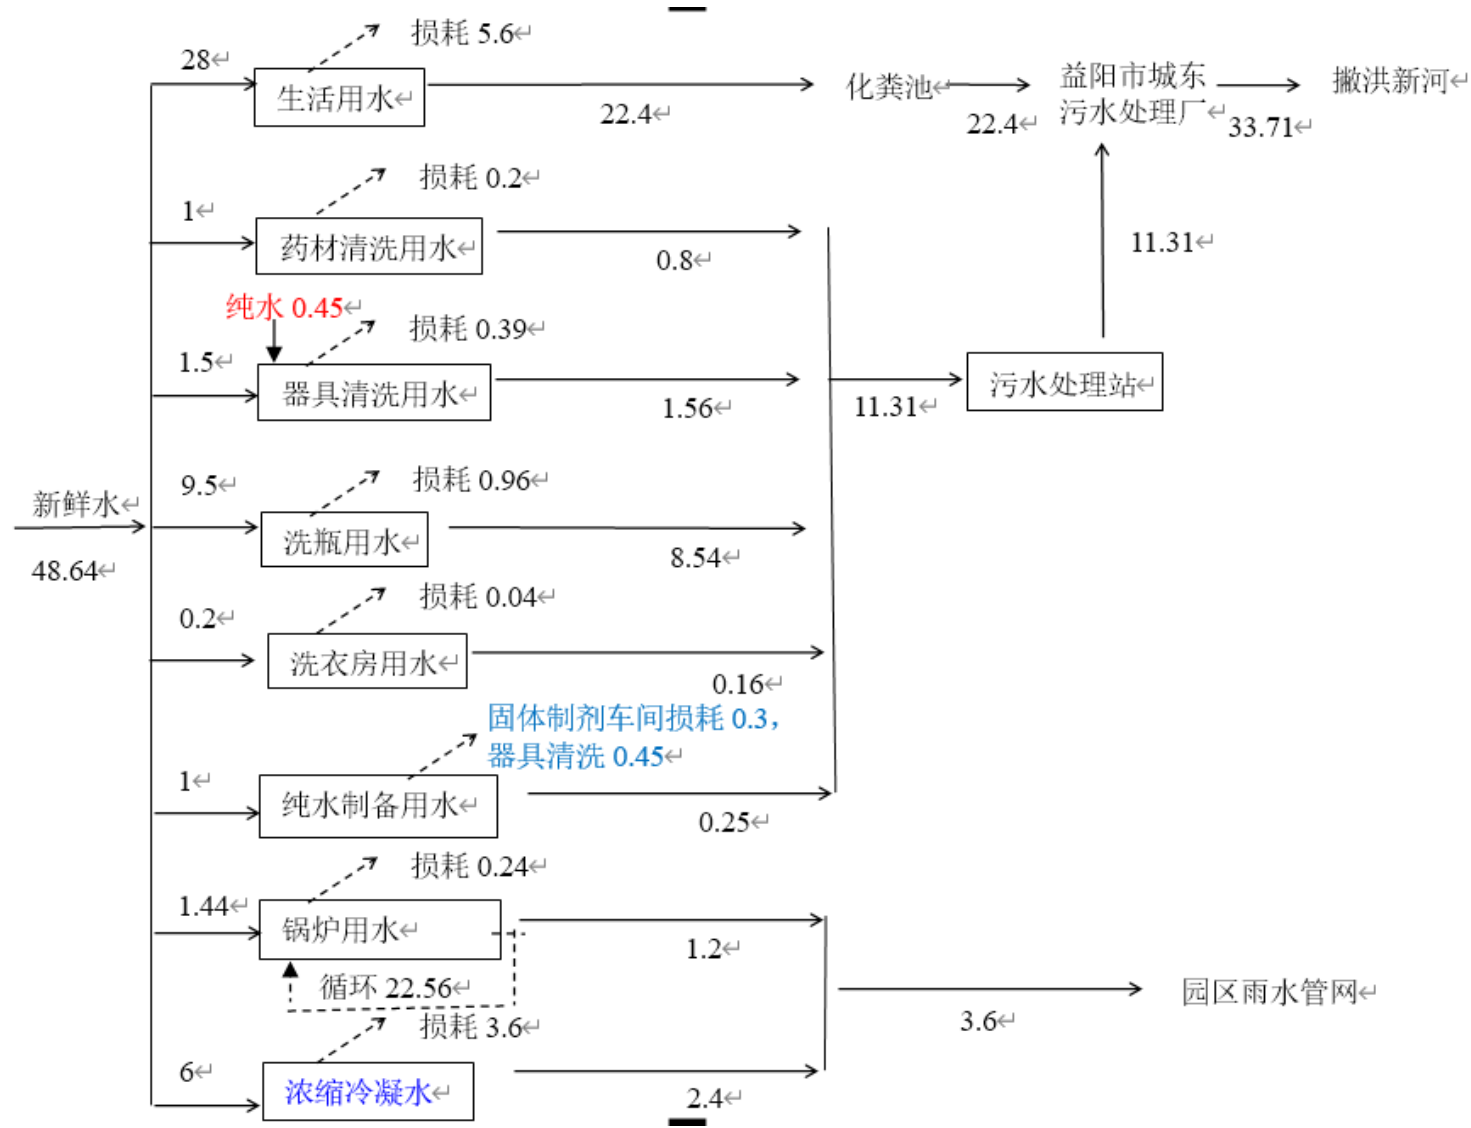 损耗 5.6↵
28↵
生活用水↵
22.4↵
化粪池↵
22.4↵
益阳市城东
污水处理厂↵
33.71↵
撇洪新河↵
损耗 0.2↵
1↵
药材清洗用水↵
0.8↵
11.31↵
纯水 0.45↵
损耗 0.39↵
1.5↵
器具清洗用水↵
1.56↵
11.31↵
污水处理站↵
损耗 0.96↵
9.5↵
新鲜水↵
48.64↵
洗瓶用水↵
8.54↵
损耗 0.04↵
0.2↵
洗衣房用水↵
0.16↵
固体制剂车间损耗 0.3,
器具清洗 0.45↵
1↵
纯水制备用水↵
0.25↵
损耗 0.24↵
1.44↵
锅炉用水↵
1.2↵
循环 22.56↵
园区雨水管网↵
3.6↵
损耗 3.6↵
6↵
浓缩冷凝水↵
2.4↵